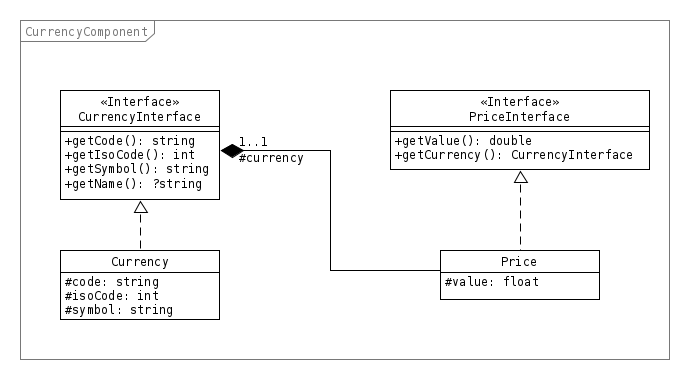 CurrencyComponent
«Interface»
CurrencyInterface
+getCode(): string
+getIsoCode(): int
+getSymbol(): string
+getName(): ?string
1..1
#currency
«Interface»
PriceInterface
+getValue(): double
+getCurrency(): CurrencyInterface
Currency
#code: string
#isoCode: int
#symbol: string
Price
#value: float